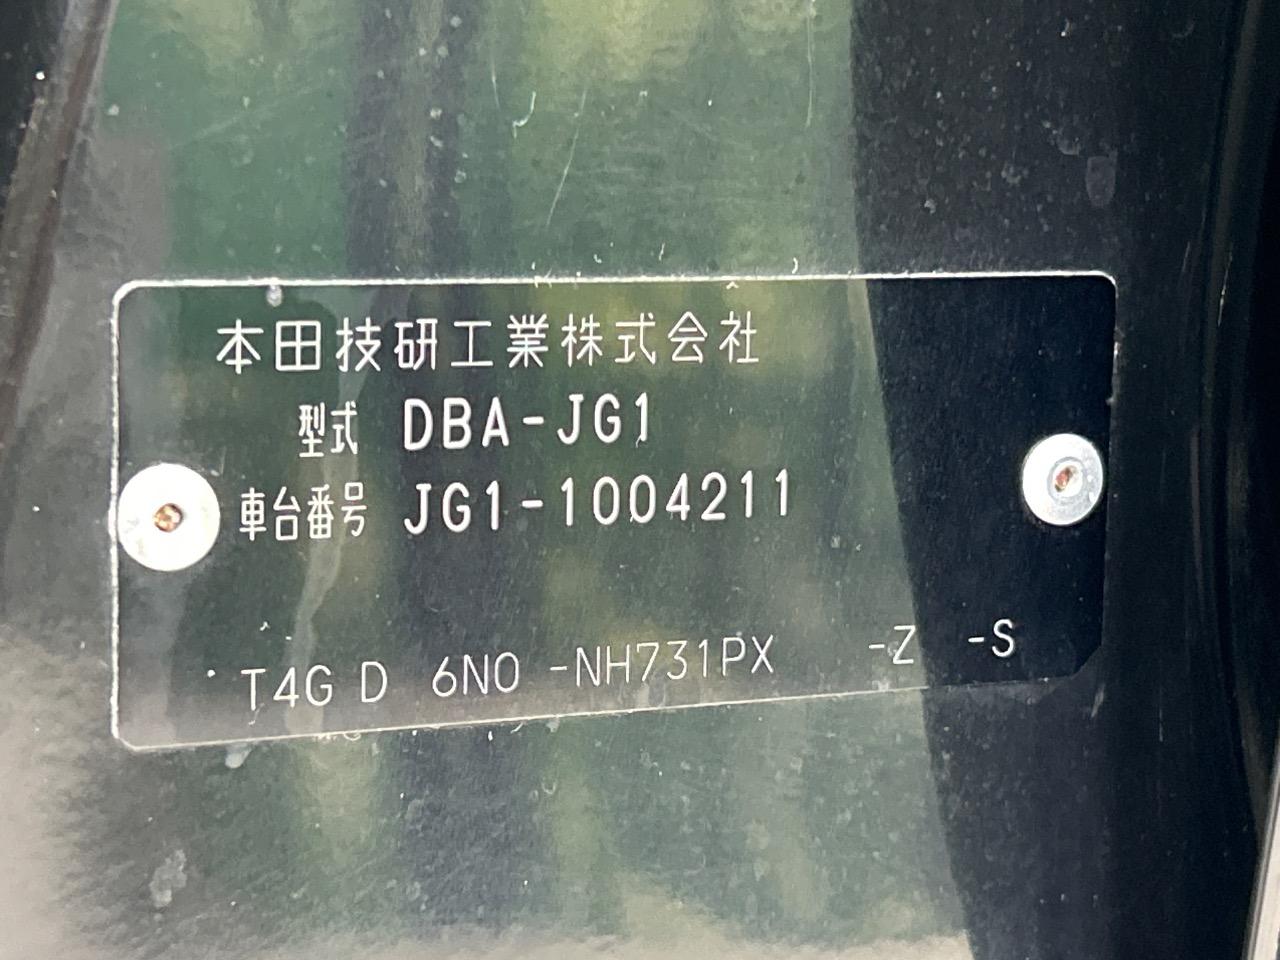 本田技研工業株式会社
型式 DBA-JG1
車台番号 JG1-1004211
T4G D 6N0 -NH731PX -Z -S